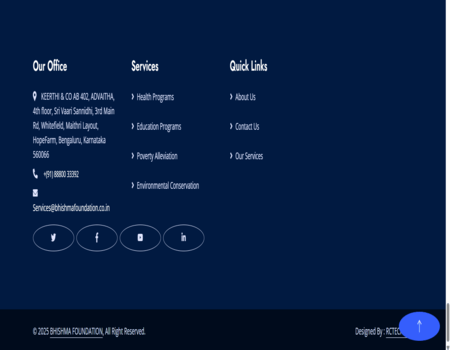 Our Office
KEERTHI & CO AB 402, ADVAITHA,
4th floor, Sri Vaari Sannidhi, 3rd Main
Rd, Whitefield, Maithri Layout,
HopeFarm, Bengaluru, Karnataka
560066
+(91) 88800 33392
Services@bhishmafoundation.co.in
Services
Health Programs
Education Programs
Poverty Alleviation
Environmental Conservation
Quick Links
About Us
Contact Us
Our Services
© 2025 BHISHMA FOUNDATION, All Right Reserved.
Designed By :